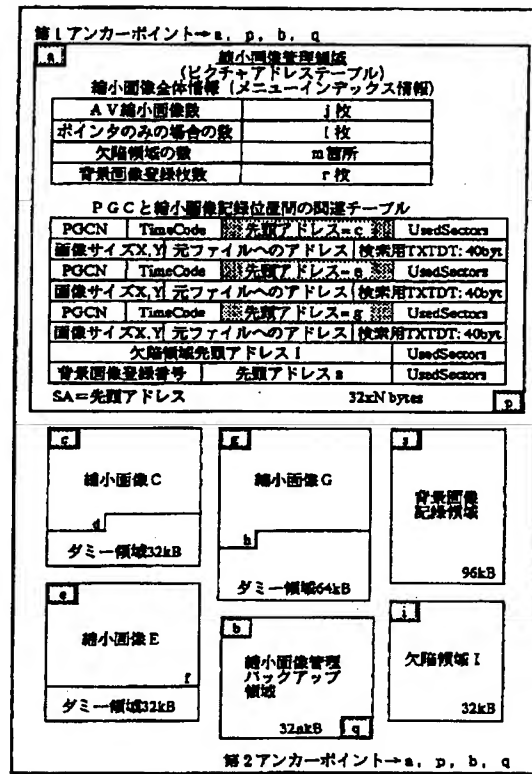 第1アンカーポイント→a, p, b, q
a
縮小画像管理領域
(ピクチャアドレステーブル)
縮小画像全体情報 (メニューインデックス情報)
AV縮小画像数 j枚
ポインタのみの場合の数 l枚
欠陥領域の数 m箇所
背景画像登録枚数 r枚
PGCと縮小画像記録位置間の関連テーブル
PGCN TimeCode 先頭アドレス=c UsedSectors
画像サイズX,Y 元ファイルへのアドレス 検索用TXTDT: 40byt
PGCN TimeCode 先頭アドレス=e UsedSectors
画像サイズX,Y 元ファイルへのアドレス 検索用TXTDT: 40byt
PGCN TimeCode 先頭アドレス=g UsedSectors
画像サイズX,Y 元ファイルへのアドレス 検索用TXTDT: 40byt
欠陥領域先頭アドレス I UsedSectors
背景画像登録番号 先頭アドレス s UsedSectors
SA=先頭アドレス 32xN bytes p
c
縮小画像C
d
ダミー領域32kB
g
縮小画像G
h
ダミー領域64kB
s
背景画像
記録領域
96kB
e
縮小画像E
f
ダミー領域32kB
b
縮小画像管理
バックアップ
領域
32akB q
i
欠陥領域 I
32kB
第2アンカーポイント→a, p, b, q